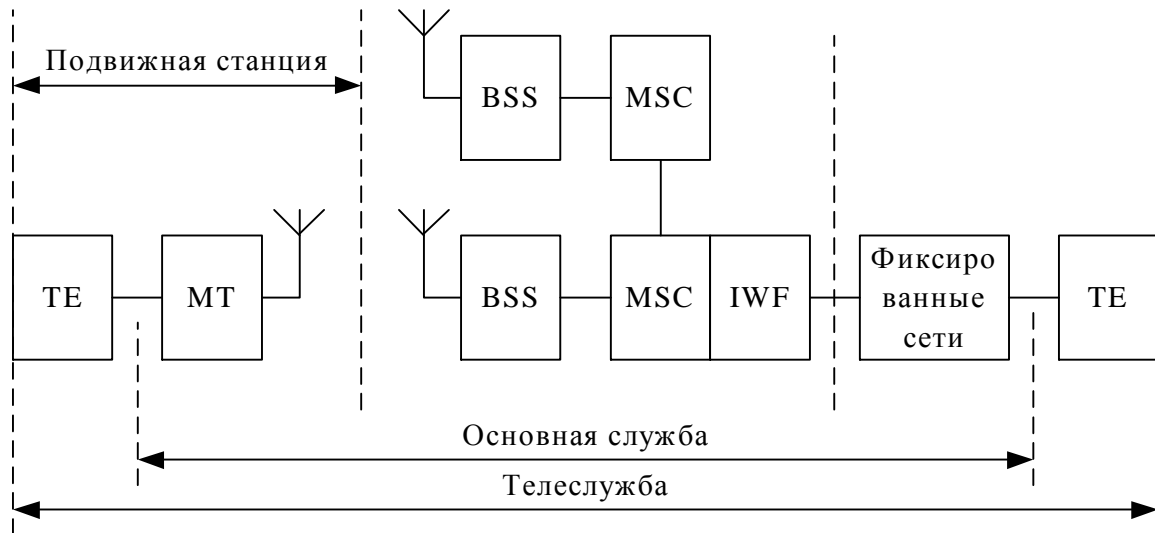 Подвижная станция
BSS
MSC
TE
MT
BSS
MSC
IWF
Фиксиро
ванные
сети
TE
Основная служба
Телеслужба